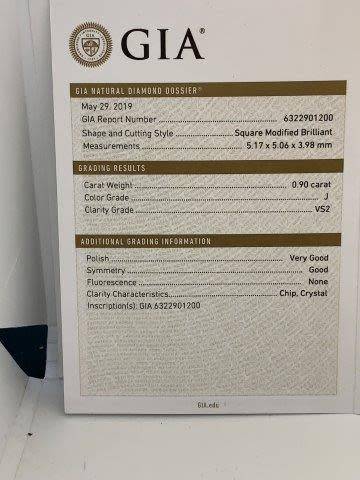 GIA®
GIA NATURAL DIAMOND DOSSIER®
May 29, 2019
GIA Report Number 6322901200
Shape and Cutting Style Square Modified Brilliant
Measurements 5.17 x 5.06 x 3.98 mm
GRADING RESULTS
Carat Weight 0.90 carat
Color Grade J
Clarity Grade VS2
ADDITIONAL GRADING INFORMATION
Polish Very Good
Symmetry Good
Fluorescence None
Clarity Characteristics Chip, Crystal
Inscription(s): GIA 6322901200
GIA.edu